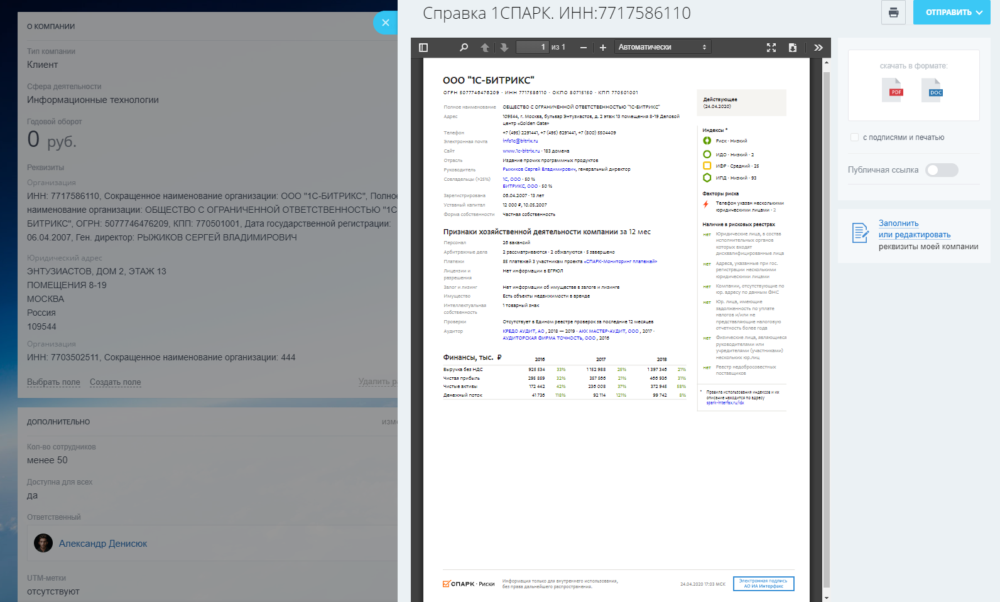 О КОМПАНИИ
Тип компании
Клиент
Сфера деятельности
Информационные технологии
Годовой оборот
0 руб.
Реквизиты
Организация
ИНН: 7717586110, Сокращенное наименование организации: ООО "1С-БИТРИКС", Полное
наименование организации: ОБЩЕСТВО С ОГРАНИЧЕННОЙ ОТВЕТСТВЕННОСТЬЮ "1С
БИТРИКС", ОГРН: 5077746476209, КПП: 770501001, Дата государственной регистрации:
06.04.2007, Ген. директор: РЫЖИКОВ СЕРГЕЙ ВЛАДИМИРОВИЧ
Юридический адрес
ЭНТУЗИАСТОВ, ДОМ 2, ЭТАЖ 13
ПОМЕЩЕНИЯ 8-19
МОСКВА
Россия
109544
Организация
ИНН: 7703502511, Сокращенное наименование организации: 444
Выбрать поле Создать поле Удалить р
ДОПОЛНИТЕЛЬНО изме
Кол-во сотрудников
менее 50
Доступна для всех
да
Ответственный
Александр Денисюк
UTM-метки
отсутствуют
Справка 1СПАРК. ИНН:7717586110
ОТПРАВИТЬ
1 из 1 Автоматически
ООО "1С-БИТРИКС"
ОГРН 5077746476209 · ИНН 7717586110 · ОКПО 80715150 · КПП 770501001
Полное наименование ОБЩЕСТВО С ОГРАНИЧЕННОЙ ОТВЕТСТВЕННОСТЬЮ "1С-БИТРИКС"
Адрес 109544, г. Москва, бульвар Энтузиастов, д. 2 этаж 13 помещения 8-19 Деловой
центр «Golden Gate»
Телефон +7 (495) 2291441, +7 (495) 6291441, +7 (800) 5504409
Электронная почта info1c@bitrix.ru
Сайт www.1c-bitrix.ru · 183 домена
Отрасль Издание прочих программных продуктов
Руководитель Рыжиков Сергей Владимирович, генеральный директор
Совладельцы (>25%) 1С, ООО · 50 %
БИТРИКС, ООО · 50 %
Зарегистрирована 06.04.2007 · 13 лет
Уставный капитал 12 000 ₽, 10.05.2007
Форма собственности Частная собственность
Признаки хозяйственной деятельности компании за 12 мес
Персонал 26 вакансий
Арбитражные дела 2 рассматриваются · 2 обжалуются · 5 завершено
Платежи 85 платежей 3 участникам проекта «СПАРК-Мониторинг платежей»
Лицензии и
разрешения Нет информации в ЕГРЮЛ
Залог и лизинг Нет информации об имуществе в залоге и лизинге
Имущество Есть объекты недвижимости в аренде
Интеллектуальная
собственность 1 товарный знак
Проверки Отсутствует в Едином реестре проверок за последние 12 месяцев
Аудитор КРЕДО АУДИТ, АО , 2018 — 2019 · АКК МАСТЕР-АУДИТ, ООО , 2017 ·
АУДИТОРСКАЯ ФИРМА ТОЧНОСТЬ, ООО , 2016
Финансы, тыс. ₽ 2016 2017 2018
Выручка без НДС 925 534 33% 1 152 988 25% 1 397 346 21%
Чистая прибыль 295 859 32% 357 566 21% 466 936 31%
Чистые активы 172 442 42% 236 008 37% 372 945 58%
Денежный поток 41 736 118% 92 114 121% 99 742 8%
Действующее
(24.04.2020)
Индексы *
Риск · Низкий
ИДО · Низкий · 2
ИФР · Средний · 25
ИПД · Низкий · 93
Факторы риска
Телефон указан несколькими
юридическими лицами · 2
Наличие в рисковых реестрах
нет Юридические лица, в состав
исполнительных органов
которых входят
дисквалифицированные лица
нет Адреса, указанные при гос.
регистрации несколькими
юридическими лицами
нет Компании, отсутствующие по
юр. адресу по данным ФНС
нет Юр. лица, имеющие
задолженность по уплате
налогов и/или не
представляющие налоговую
отчетность более года
нет Физические лица, являющиеся
руководителями или
учредителями (участниками)
нескольких юр.лиц
нет Реестр недобросовестных
поставщиков
* Правила использования индексов и их
описание находится по адресу
spark-interfax.ru/idx
СПАРК · Риски
Информация только для внутреннего использования,
без права дальнейшего распространения.
24.04.2020 17:03 МСК
Электронная подпись
АО ИА Интерфакс
скачать в формате:
PDF DOC
с подписями и печатью
Публичная ссылка
Заполнить
или редактировать
реквизиты моей компании